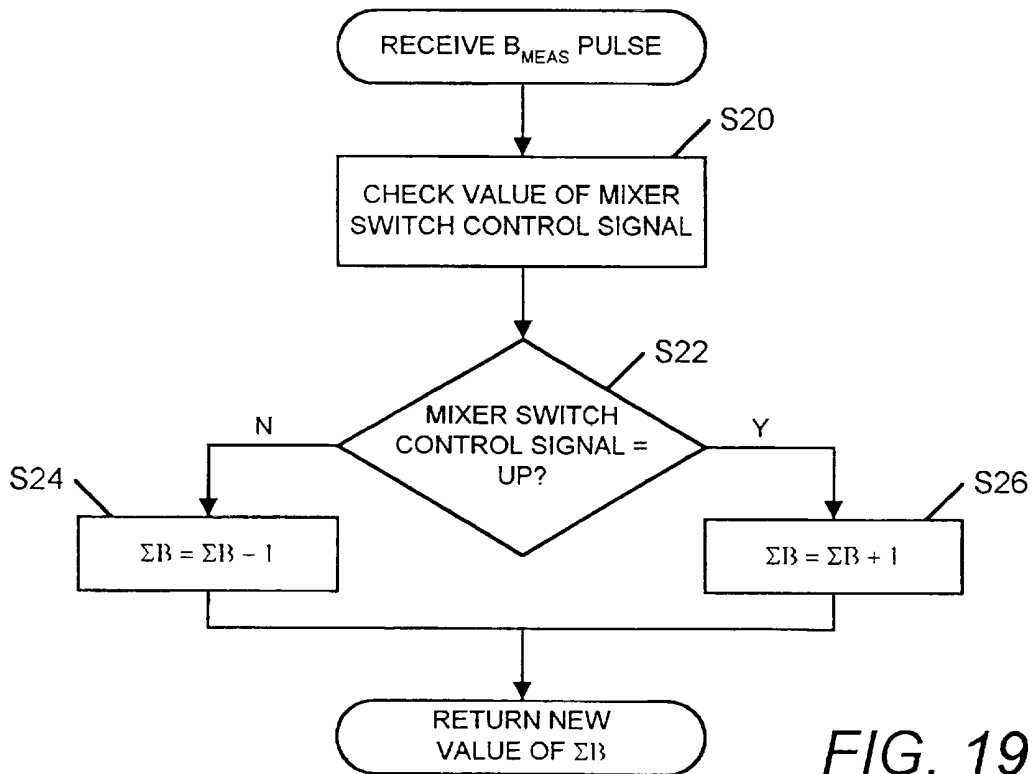 RECEIVE B_MEAS PULSE
S20
CHECK VALUE OF MIXER
SWITCH CONTROL SIGNAL
S22
MIXER SWITCH
CONTROL SIGNAL =
UP?
N
Y
S24
ΣB = ΣB – 1
S26
ΣB = ΣB + 1
RETURN NEW
VALUE OF ΣB
FIG. 19